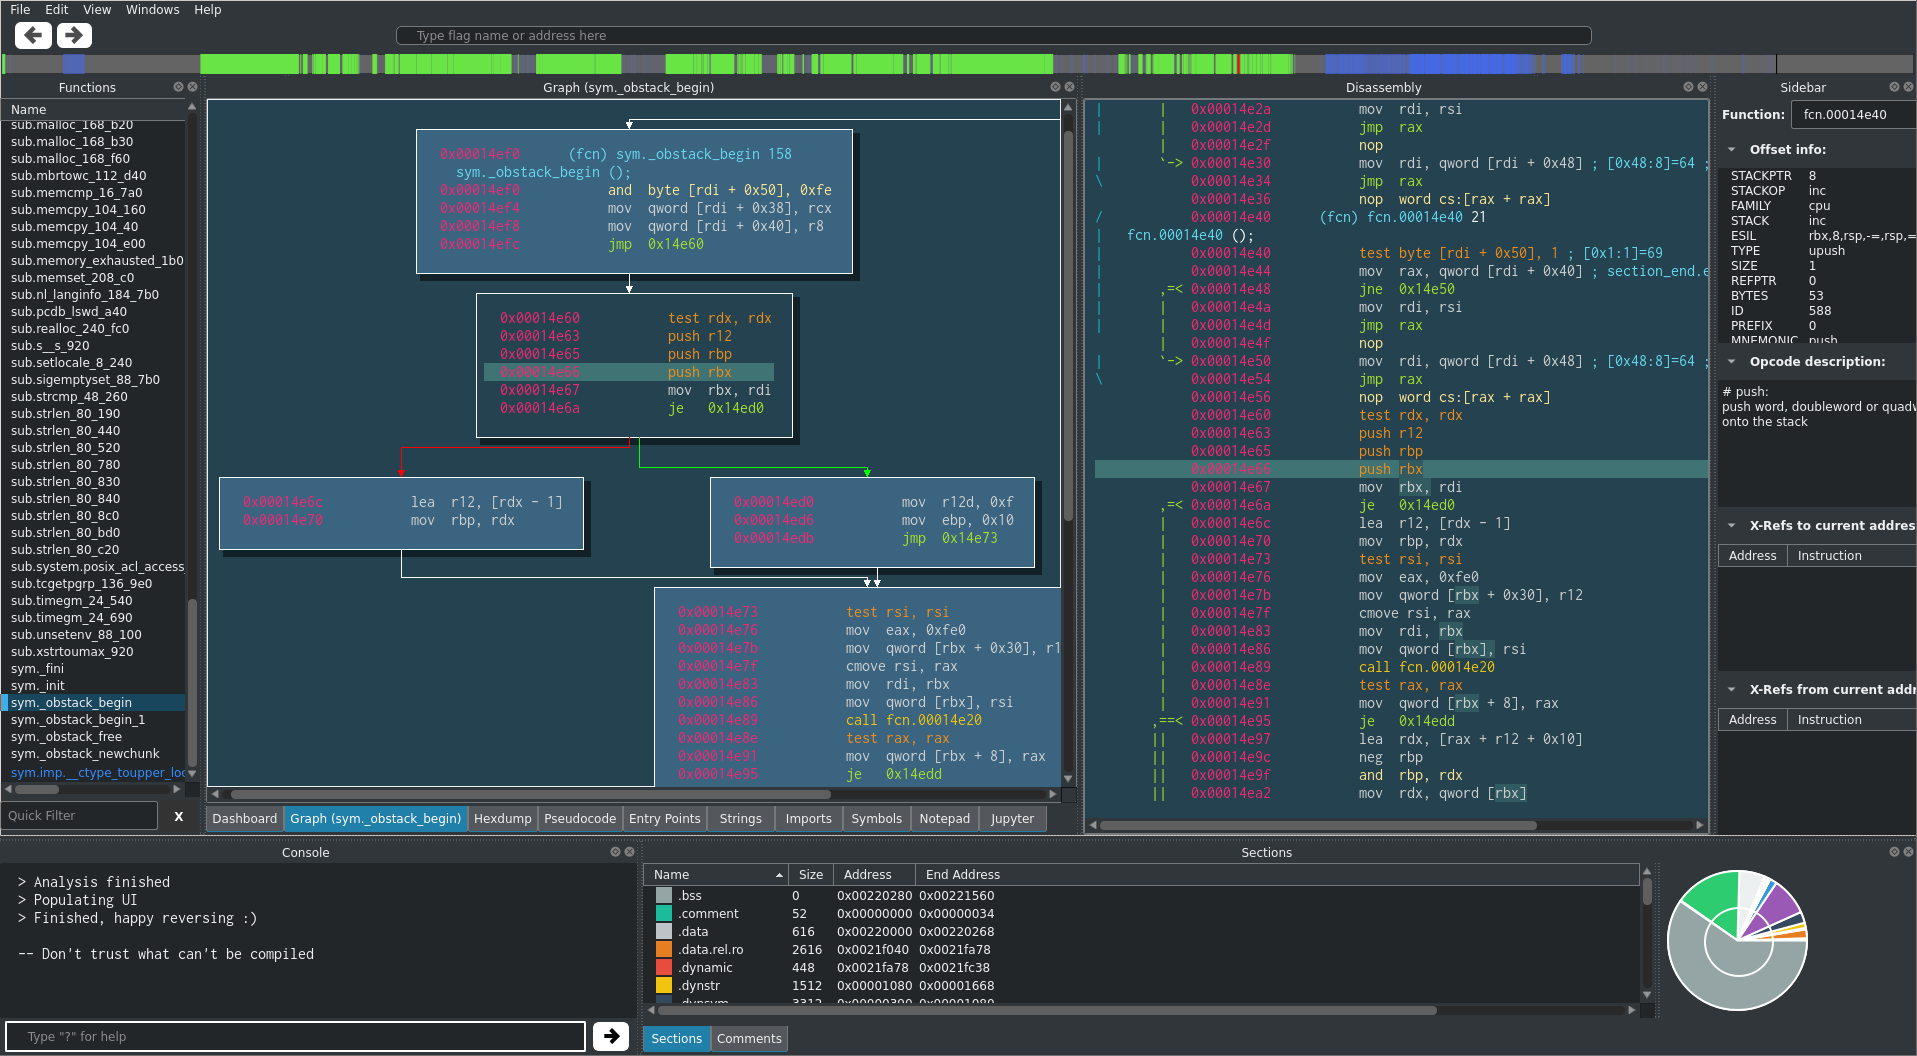 File Edit View Windows Help
Type flag name or address here
Functions
Name
sub.malloc_168_b20
sub.malloc_168_b30
sub.malloc_168_f60
sub.mbrtowc_112_d40
sub.memcmp_16_7a0
sub.memcpy_104_160
sub.memcpy_104_40
sub.memcpy_104_e00
sub.memory_exhausted_1b0
sub.memset_208_c0
sub.nl_langinfo_184_7b0
sub.pcdb_lswd_a40
sub.realloc_240_fc0
sub.s__s_920
sub.setlocale_8_240
sub.sigemptyset_88_7b0
sub.strcmp_48_260
sub.strlen_80_190
sub.strlen_80_440
sub.strlen_80_520
sub.strlen_80_780
sub.strlen_80_830
sub.strlen_80_840
sub.strlen_80_8c0
sub.strlen_80_bd0
sub.strlen_80_c20
sub.system.posix_acl_access_
sub.tcgetpgrp_136_9e0
sub.timegm_24_540
sub.timegm_24_690
sub.unsetenv_88_100
sub.xstrtoumax_920
sym._fini
sym._init
sym._obstack_begin
sym._obstack_begin_1
sym._obstack_free
sym._obstack_newchunk
sym.imp.__ctype_toupper_loc
Quick Filter X
Graph (sym._obstack_begin)
0x00014ef0 (fcn) sym._obstack_begin 158
sym._obstack_begin ();
0x00014ef0 and byte [rdi + 0x50], 0xfe
0x00014ef4 mov qword [rdi + 0x38], rcx
0x00014ef8 mov qword [rdi + 0x40], r8
0x00014efc jmp 0x14e60
0x00014e60 test rdx, rdx
0x00014e63 push r12
0x00014e65 push rbp
0x00014e66 push rbx
0x00014e67 mov rbx, rdi
0x00014e6a je 0x14ed0
0x00014e6c lea r12, [rdx - 1]
0x00014e70 mov rbp, rdx
0x00014ed0 mov r12d, 0xf
0x00014ed6 mov ebp, 0x10
0x00014edb jmp 0x14e73
0x00014e73 test rsi, rsi
0x00014e76 mov eax, 0xfe0
0x00014e7b mov qword [rbx + 0x30], r1
0x00014e7f cmove rsi, rax
0x00014e83 mov rdi, rbx
0x00014e86 mov qword [rbx], rsi
0x00014e89 call fcn.00014e20
0x00014e8e test rax, rax
0x00014e91 mov qword [rbx + 8], rax
0x00014e95 je 0x14edd
Dashboard Graph (sym._obstack_begin) Hexdump Pseudocode Entry Points Strings Imports Symbols Notepad Jupyter
Disassembly
| | 0x00014e2a mov rdi, rsi
| | 0x00014e2d jmp rax
| 0x00014e2f nop
| `-> 0x00014e30 mov rdi, qword [rdi + 0x48] ; [0x48:8]=64 ;
\ 0x00014e34 jmp rax
0x00014e36 nop word cs:[rax + rax]
/ 0x00014e40 (fcn) fcn.00014e40 21
| fcn.00014e40 ();
| 0x00014e40 test byte [rdi + 0x50], 1 ; [0x1:1]=69
| 0x00014e44 mov rax, qword [rdi + 0x40] ; section_end.e
| ,=< 0x00014e48 jne 0x14e50
| | 0x00014e4a mov rdi, rsi
| | 0x00014e4d jmp rax
| 0x00014e4f nop
| `-> 0x00014e50 mov rdi, qword [rdi + 0x48] ; [0x48:8]=64 ;
\ 0x00014e54 jmp rax
0x00014e56 nop word cs:[rax + rax]
0x00014e60 test rdx, rdx
0x00014e63 push r12
0x00014e65 push rbp
0x00014e66 push rbx
0x00014e67 mov rbx, rdi
,=< 0x00014e6a je 0x14ed0
| 0x00014e6c lea r12, [rdx - 1]
| 0x00014e70 mov rbp, rdx
| 0x00014e73 test rsi, rsi
| 0x00014e76 mov eax, 0xfe0
| 0x00014e7b mov qword [rbx + 0x30], r12
| 0x00014e7f cmove rsi, rax
| 0x00014e83 mov rdi, rbx
| 0x00014e86 mov qword [rbx], rsi
| 0x00014e89 call fcn.00014e20
| 0x00014e8e test rax, rax
| 0x00014e91 mov qword [rbx + 8], rax
,==< 0x00014e95 je 0x14edd
|| 0x00014e97 lea rdx, [rax + r12 + 0x10]
|| 0x00014e9c neg rbp
|| 0x00014e9f and rbp, rdx
|| 0x00014ea2 mov rdx, qword [rbx]
Sidebar
Function: fcn.00014e40
Offset info:
STACKPTR 8
STACKOP inc
FAMILY cpu
STACK inc
ESIL rbx,8,rsp,-=,rsp,=
TYPE upush
SIZE 1
REFPTR 0
BYTES 53
ID 588
PREFIX 0
MNEMONIC push
Opcode description:
# push:
push word, doubleword or quadw
onto the stack
X-Refs to current addres
Address Instruction
X-Refs from current addr
Address Instruction
Console
> Analysis finished
> Populating UI
> Finished, happy reversing :)
-- Don't trust what can't be compiled
Type "?" for help
Sections
Name Size Address End Address
.bss 0 0x00220280 0x00221560
.comment 52 0x00000000 0x00000034
.data 616 0x00220000 0x00220268
.data.rel.ro 2616 0x0021f040 0x0021fa78
.dynamic 448 0x0021fa78 0x0021fc38
.dynstr 1512 0x00001080 0x00001668
.dynsym 3312 0x00000390 0x00001080
Sections Comments